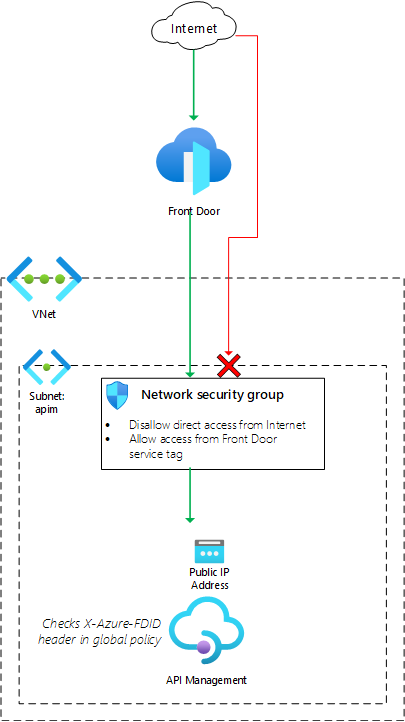 Internet
Front Door
VNet
Subnet:
apim
Network security group
• Disallow direct access from Internet
• Allow access from Front Door
service tag
Public IP
Address
Checks X-Azure-FDID
header in global policy
API Management